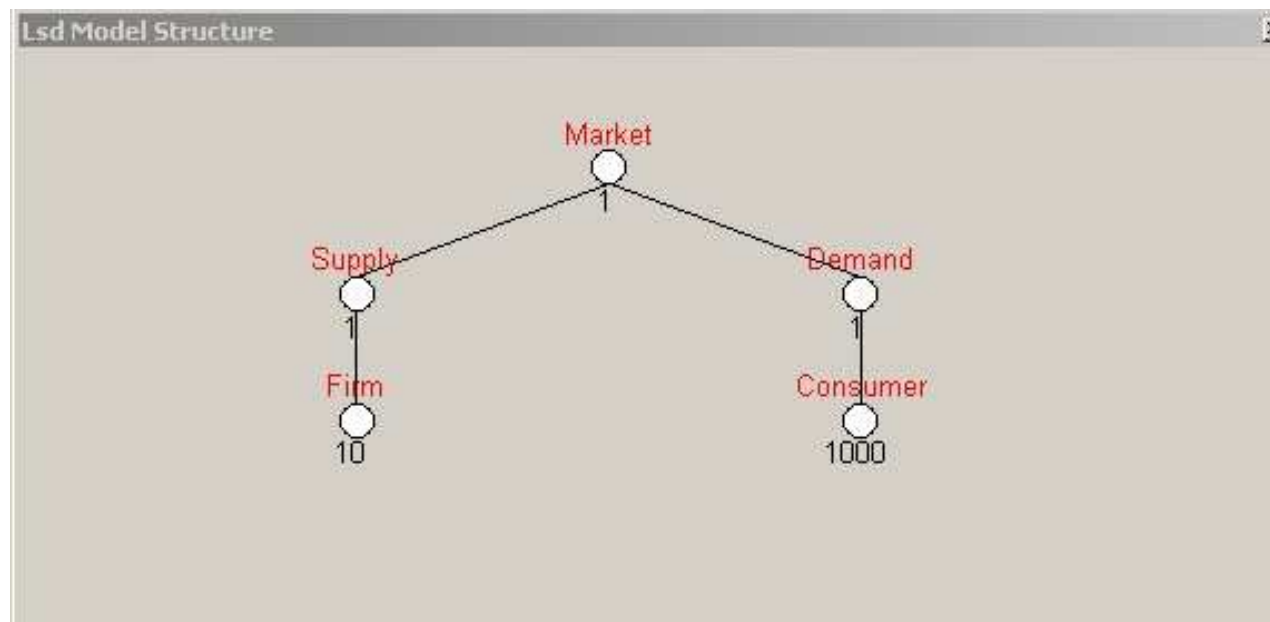 Lsd Model Structure
Market
1
Supply
Demand
1
1
Firm
Consumer
10
1000